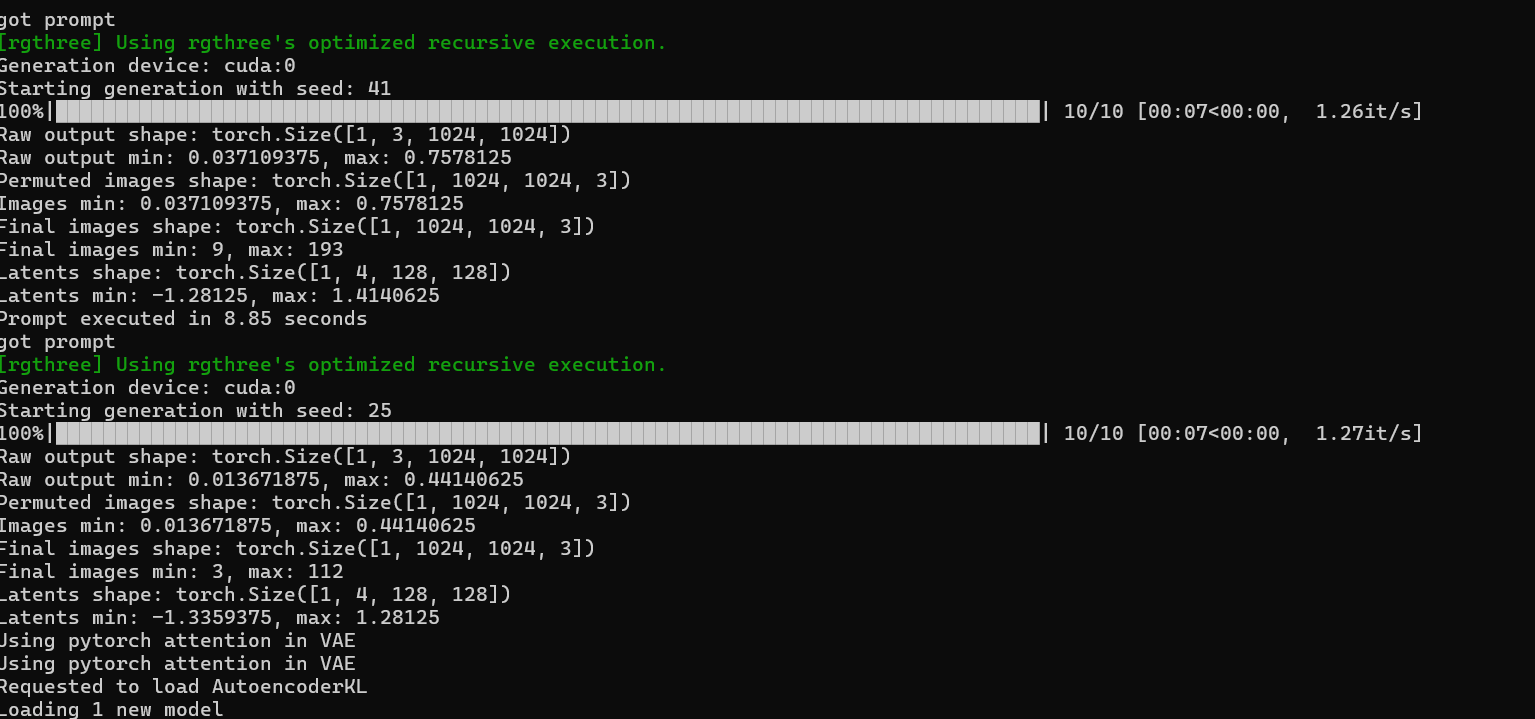 got prompt
[rgthree] Using rgthree's optimized recursive execution.
Generation device: cuda:0
Starting generation with seed: 41
100%| | 10/10 [00:07<00:00, 1.26it/s]
Raw output shape: torch.Size([1, 3, 1024, 1024])
Raw output min: 0.037109375, max: 0.7578125
Permuted images shape: torch.Size([1, 1024, 1024, 3])
Images min: 0.037109375, max: 0.7578125
Final images shape: torch.Size([1, 1024, 1024, 3])
Final images min: 9, max: 193
Latents shape: torch.Size([1, 4, 128, 128])
Latents min: -1.28125, max: 1.4140625
Prompt executed in 8.85 seconds
got prompt
[rgthree] Using rgthree's optimized recursive execution.
Generation device: cuda:0
Starting generation with seed: 25
100%| | 10/10 [00:07<00:00, 1.27it/s]
Raw output shape: torch.Size([1, 3, 1024, 1024])
Raw output min: 0.013671875, max: 0.44140625
Permuted images shape: torch.Size([1, 1024, 1024, 3])
Images min: 0.013671875, max: 0.44140625
Final images shape: torch.Size([1, 1024, 1024, 3])
Final images min: 3, max: 112
Latents shape: torch.Size([1, 4, 128, 128])
Latents min: -1.3359375, max: 1.28125
Using pytorch attention in VAE
Using pytorch attention in VAE
Requested to load AutoencoderKL
Loading 1 new model